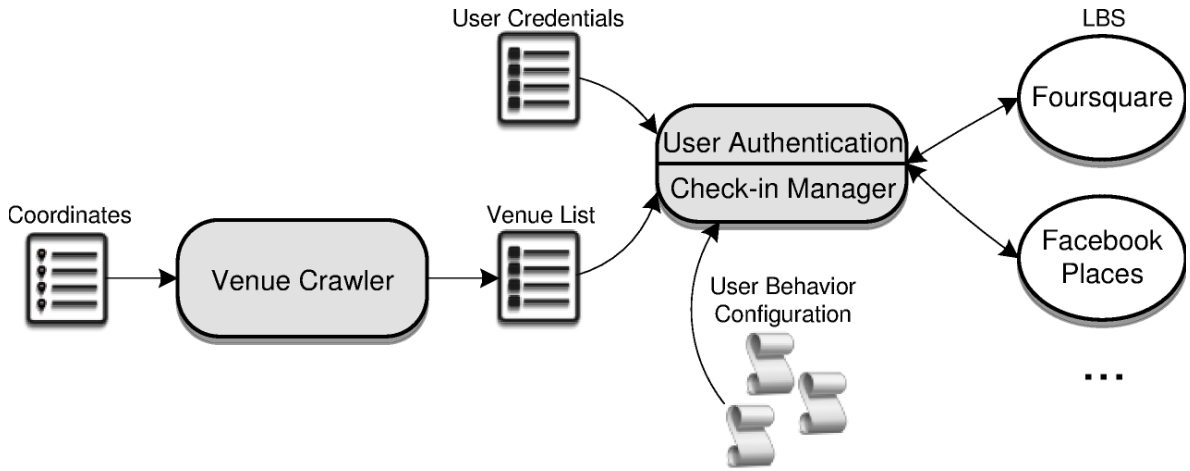 User Credentials
LBS
Foursquare
User Authentication
Check-in Manager
Coordinates
Venue List
Venue Crawler
Facebook
Places
User Behavior
Configuration
...